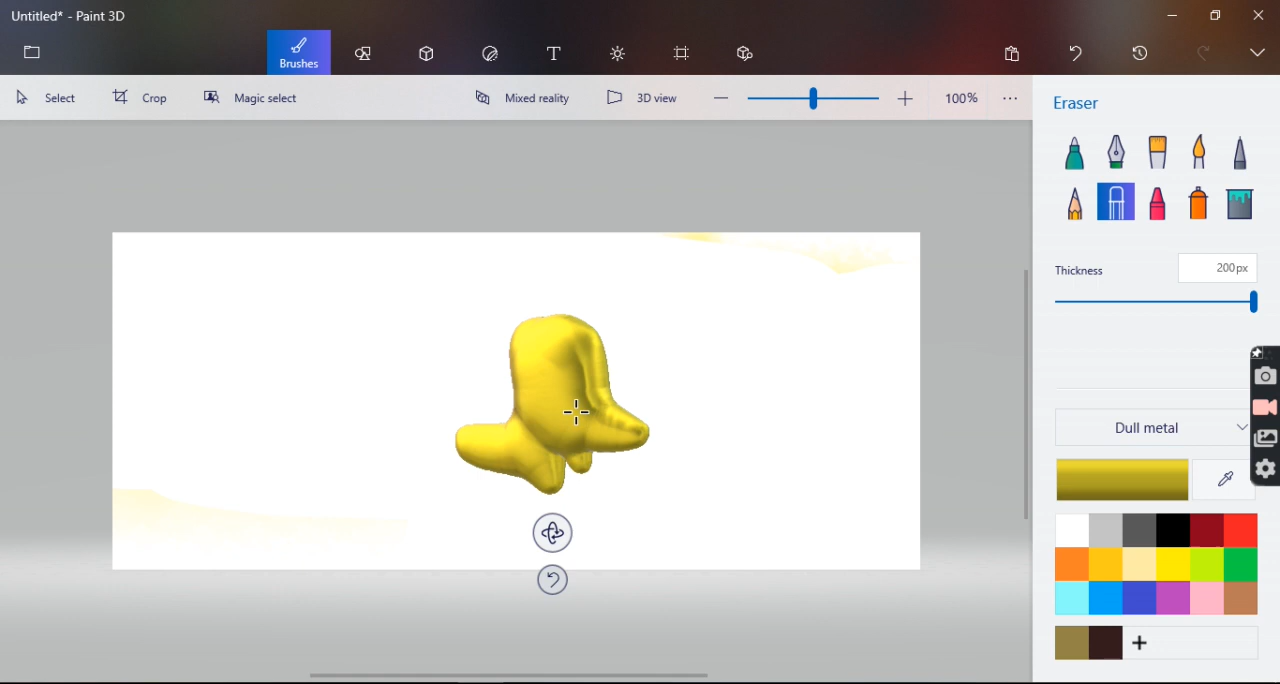 Untitled* - Paint 3D
Brushes
Select
Crop
Magic select
Mixed reality
3D view
100%
Eraser
Thickness
200px
Dull metal